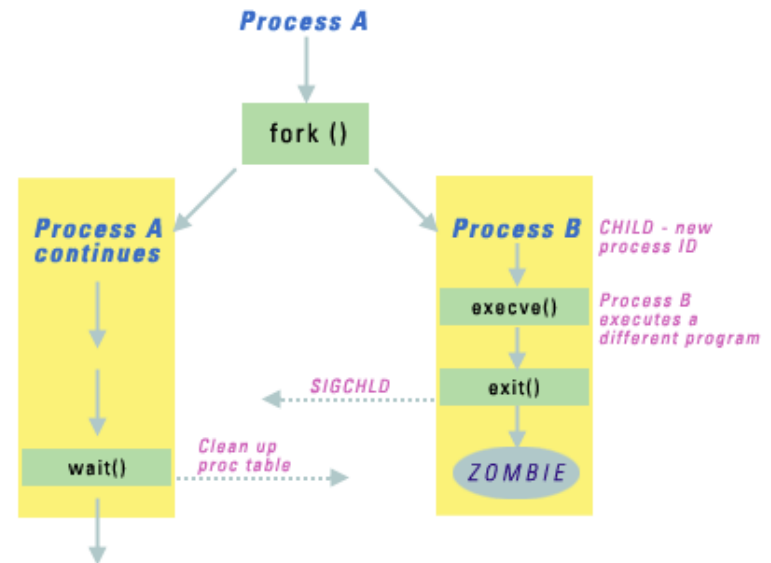 Process A
fork ()
Process A
continues
Process B
CHILD - new
process ID
execve()
Process B
executes a
different program
SIGCHLD
exit()
Clean up
proc table
wait()
ZOMBIE